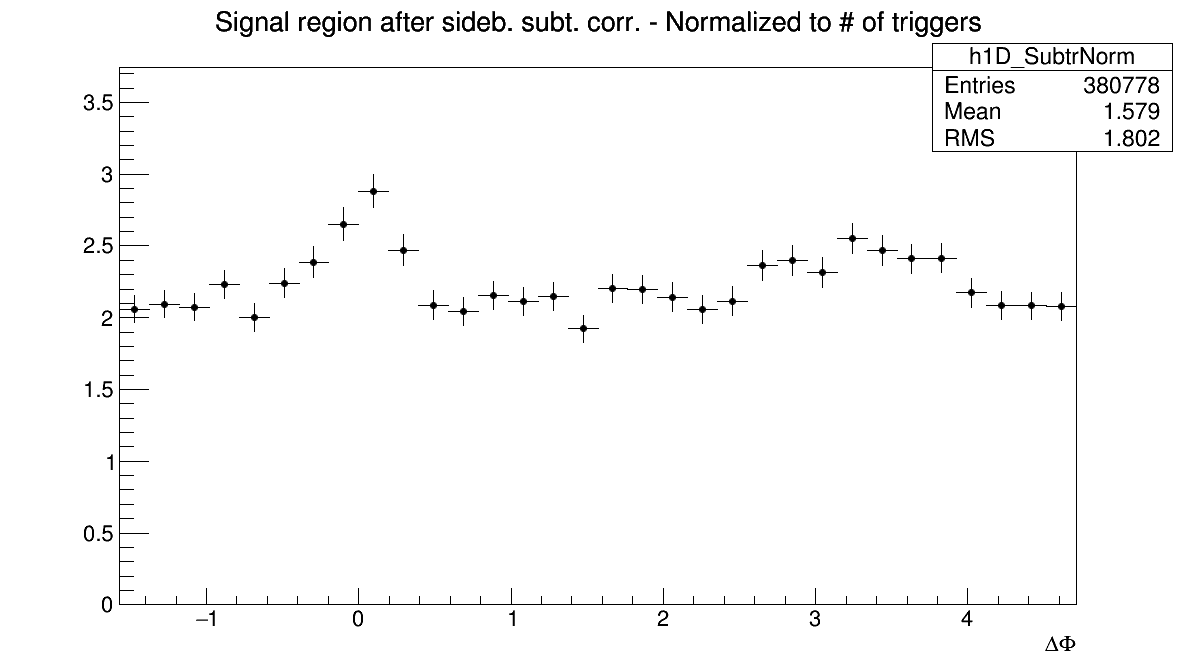 Signal region after sideb. subt. corr. - Normalized to # of triggers
h1D_SubtrNorm
Entries 380778
Mean 1.579
RMS 1.802
3.5
3
2.5
2
1.5
1
0.5
0
−1 0 1 2 3 4
ΔΦ